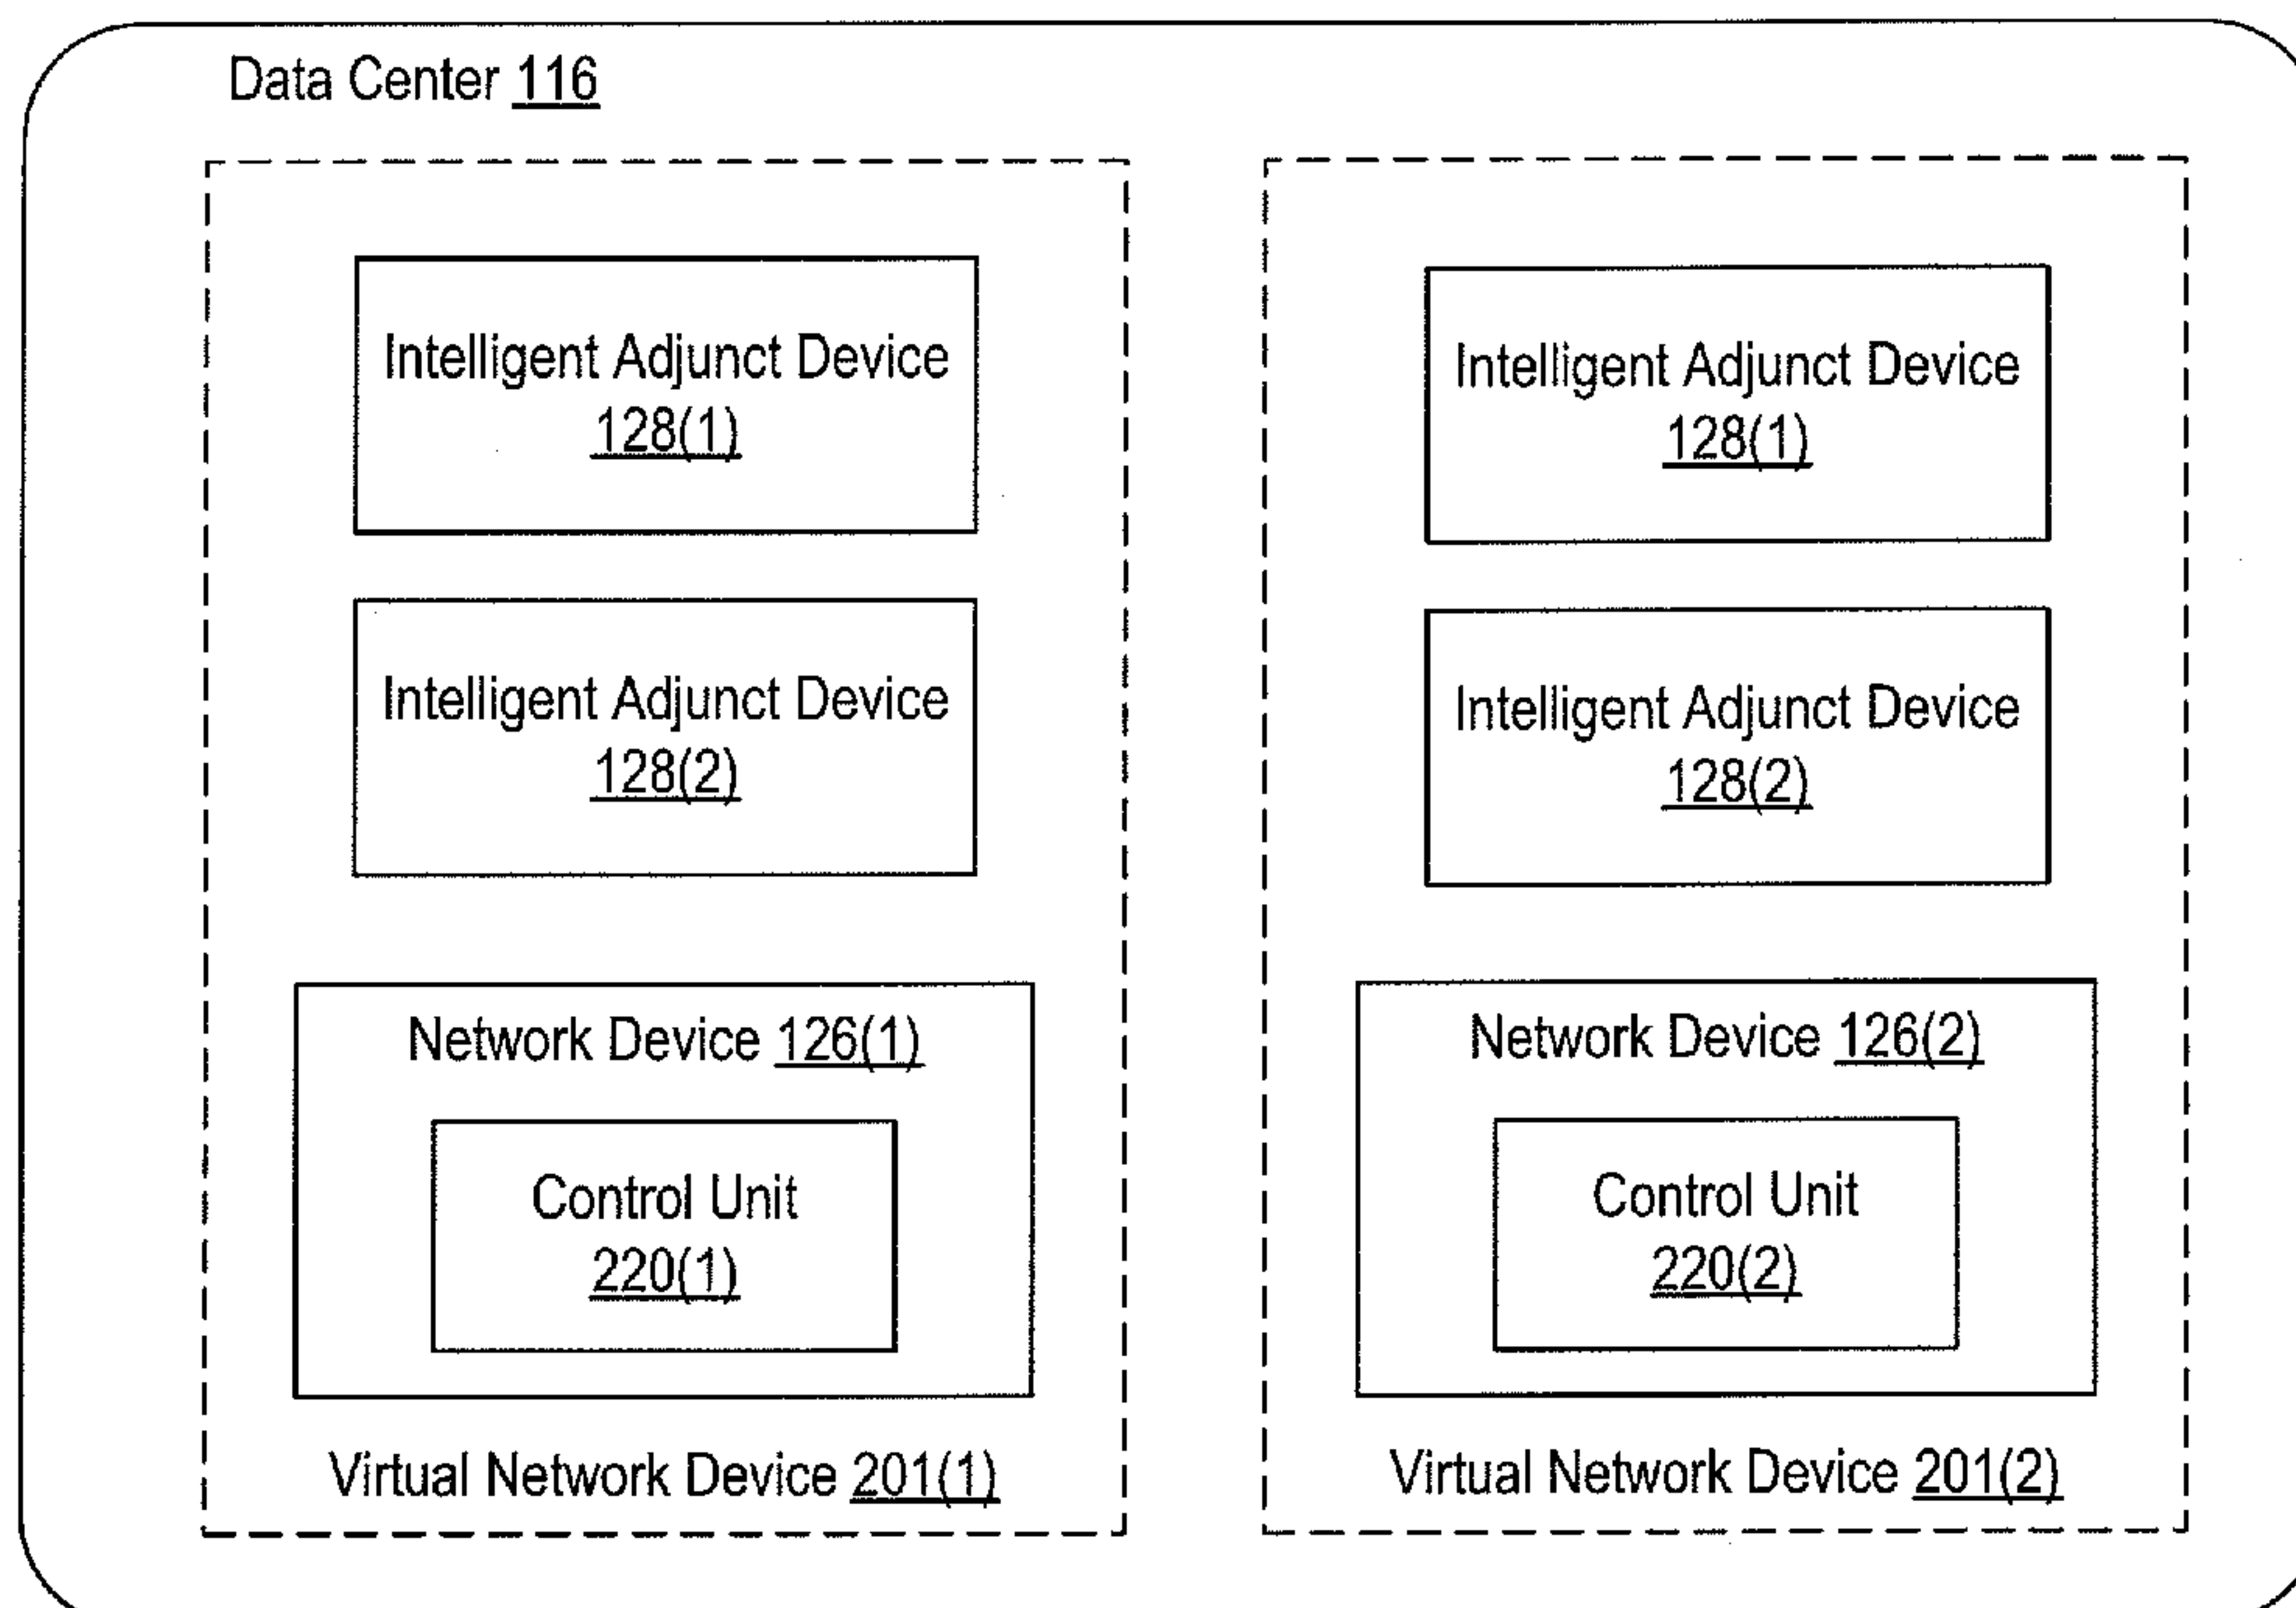 Data Center 116
Intelligent Adjunct Device
128(1)
Intelligent Adjunct Device
128(2)
Network Device 126(1)
Control Unit
220(1)
Virtual Network Device 201(1)
Intelligent Adjunct Device
128(1)
Intelligent Adjunct Device
128(2)
Network Device 126(2)
Control Unit
220(2)
Virtual Network Device 201(2)